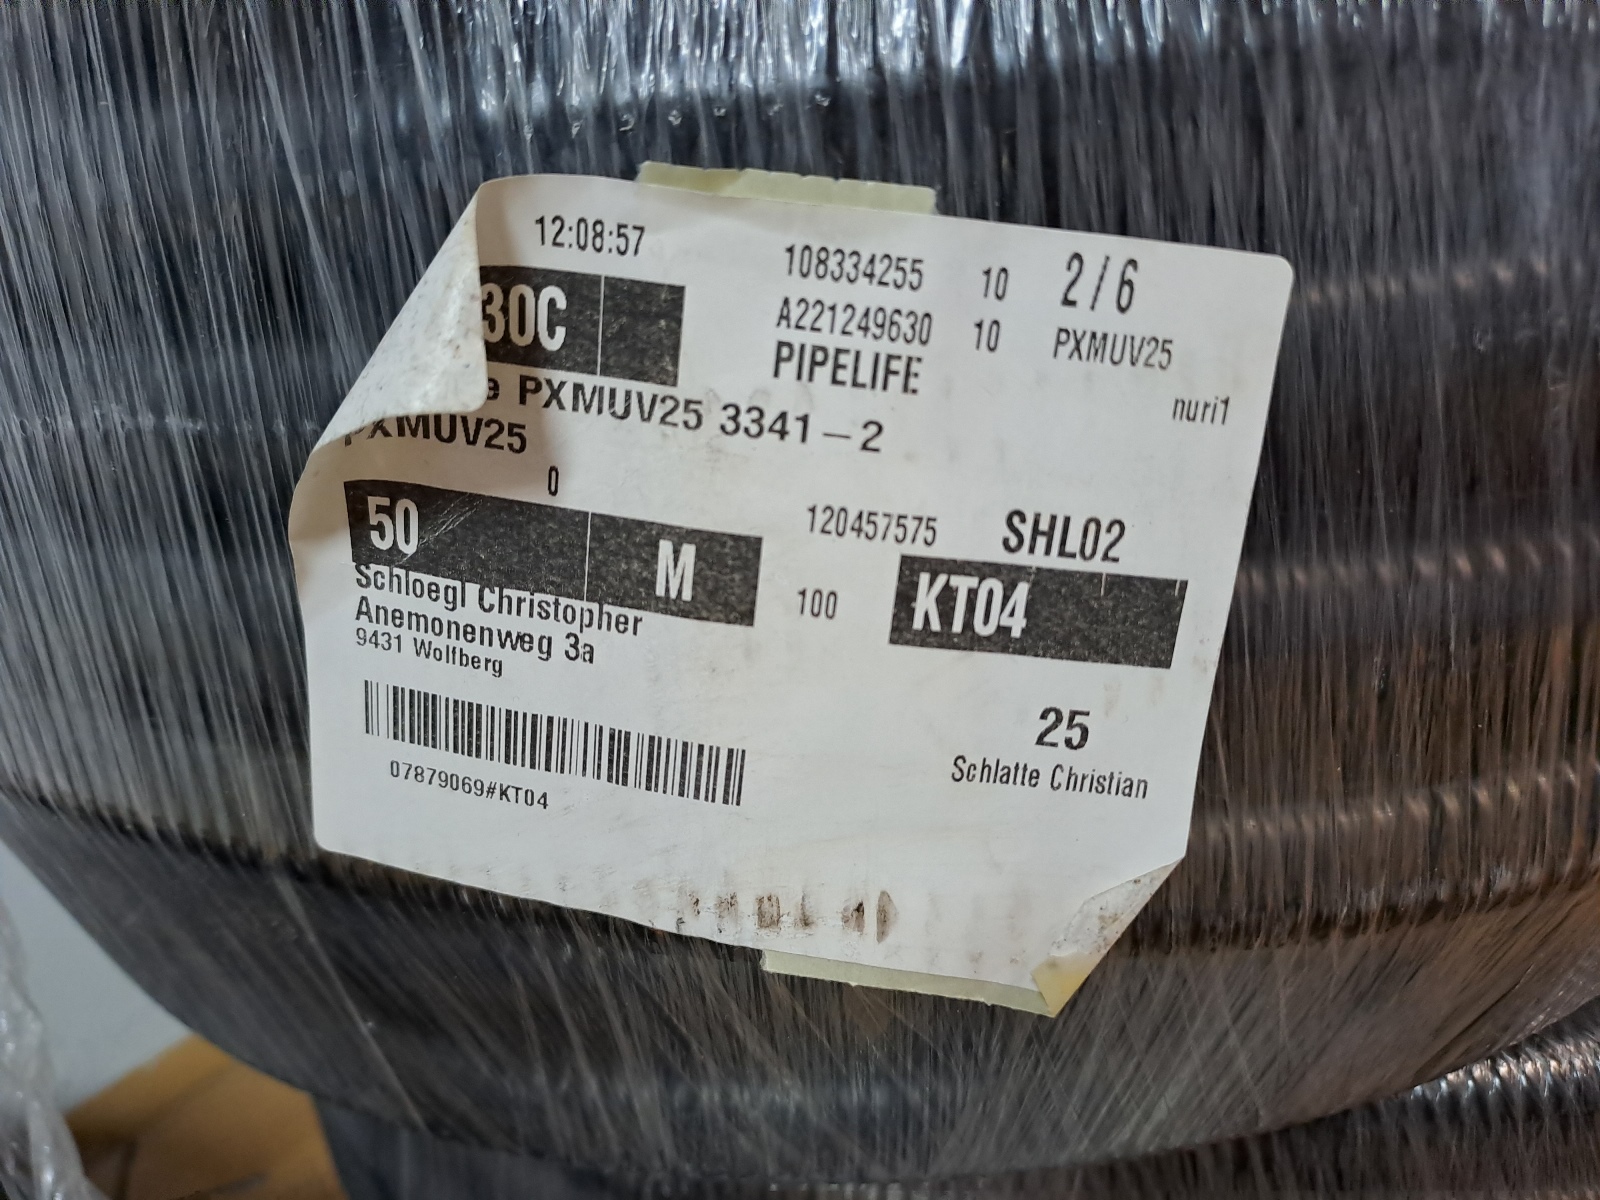 12:08:57
108334255 10 2/6
30C
A221249630 10 PXMUV25
PIPELIFE
nuri1
PXMUV25 3341-2
PXMUV25
0
50 M
120457575 SHL02
100 KT04
Schloegl Christopher
Anemonenweg 3a
9431 Wolfberg
07879069#KT04
25
Schlatte Christian